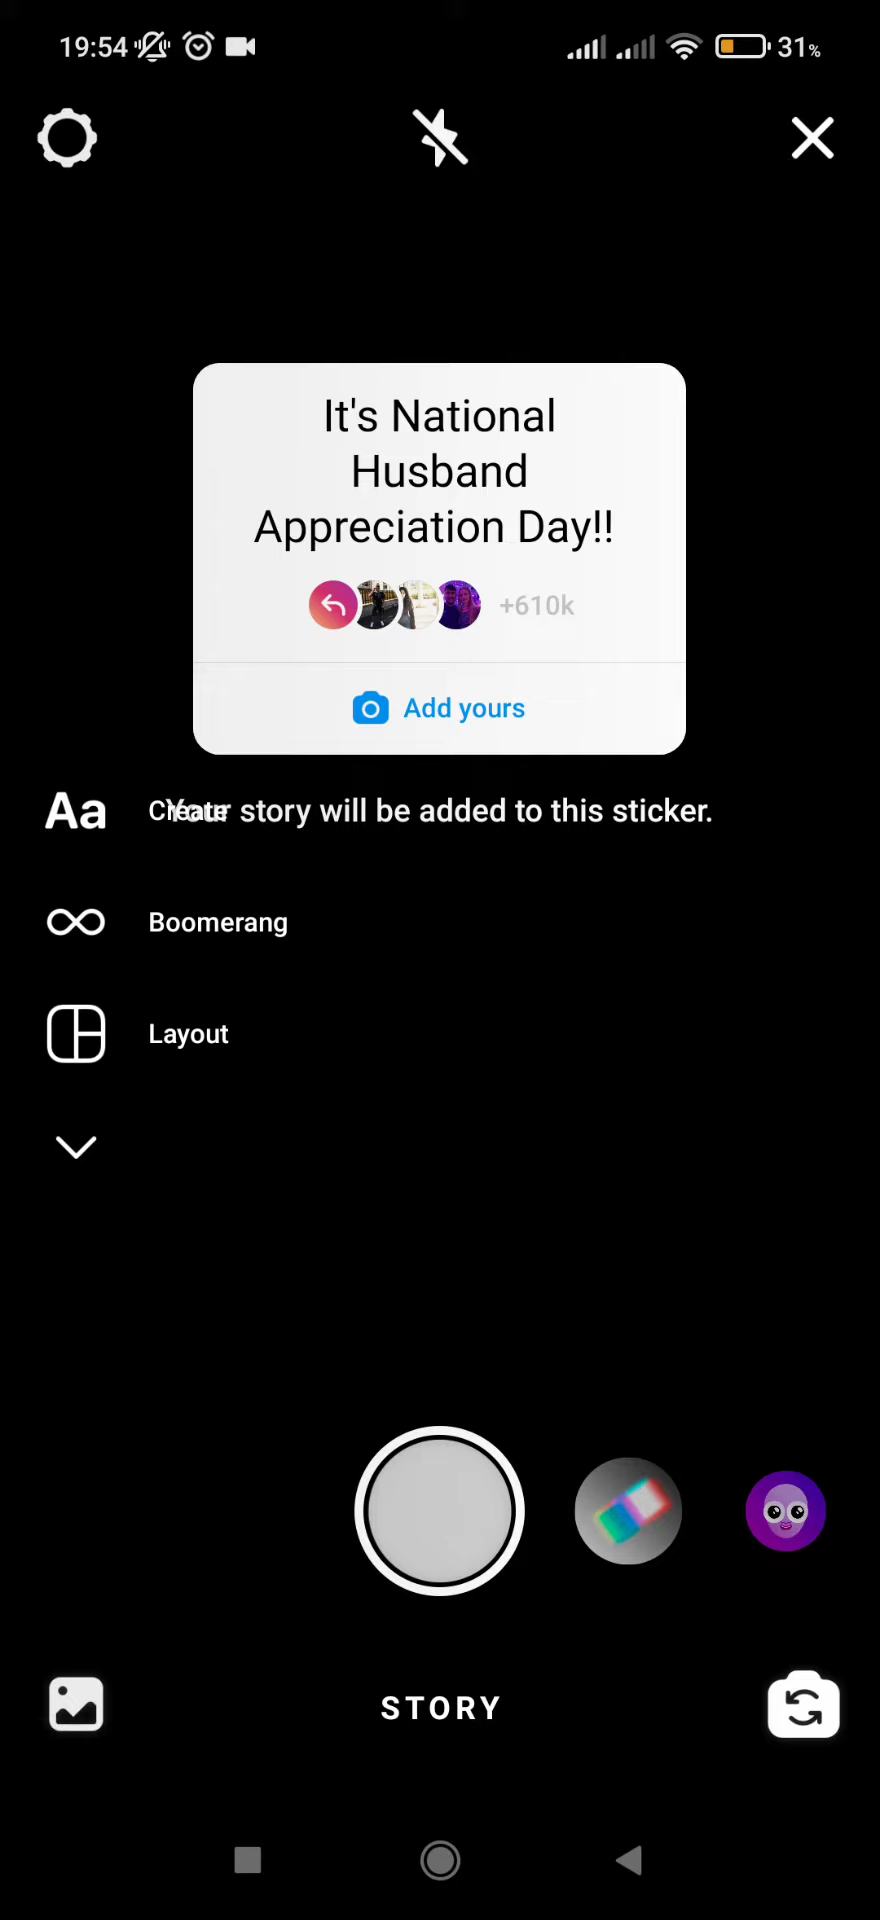 19:54
31%
It's National
Husband
Appreciation Day!!
+610k
Add yours
Aa
Create
Your story will be added to this sticker.
Boomerang
Layout
STORY